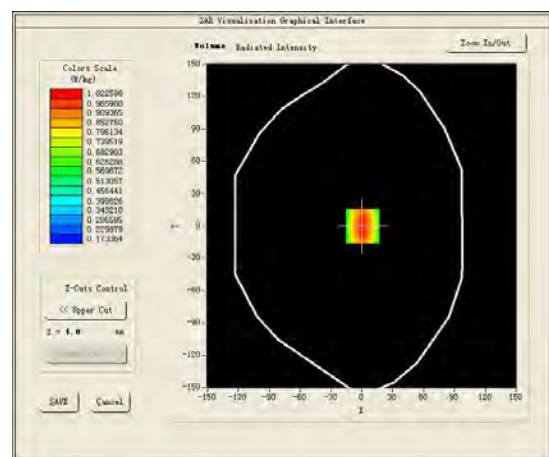 SAR Visualisation Graphical Interface
Volume Radiated Intensity
Zoom In/Out
Colors Scale
(W/kg)
1.022596
0.965980
0.909365
0.852750
0.796134
0.739519
0.682903
0.626288
0.569672
0.513057
0.456441
0.399826
0.343210
0.286595
0.229979
0.173364
Z-Cuts Control
<< Upper Cut
Z = 4.0 mm
SAVE
Cancel
150
120
90
60
30
0
-30
-60
-90
-120
-150
-150 -120 -90 -60 -30 0 30 60 90 120 150
X